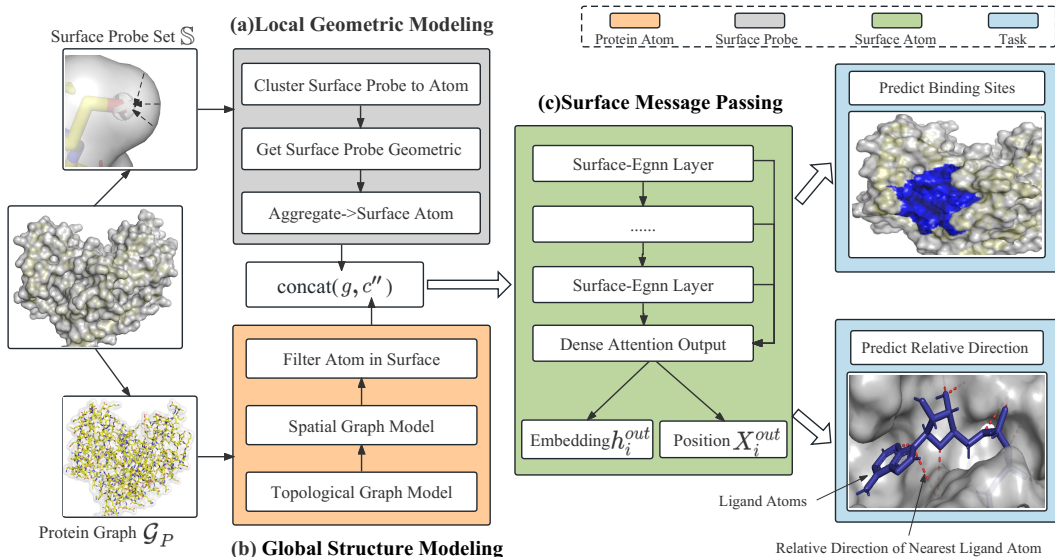 (a)Local Geometric Modeling
Surface Probe Set 𝕊
Protein Atom
Surface Probe
Surface Atom
Task
Cluster Surface Probe to Atom
Get Surface Probe Geometric
Aggregate->Surface Atom
concat(g, c'')
Filter Atom in Surface
Spatial Graph Model
Topological Graph Model
Protein Graph 𝒢_P
(b) Global Structure Modeling
(c)Surface Message Passing
Surface-Egnn Layer
......
Surface-Egnn Layer
Dense Attention Output
Embedding h_i^{out}
Position X_i^{out}
Predict Binding Sites
Predict Relative Direction
Ligand Atoms
Relative Direction of Nearest Ligand Atom